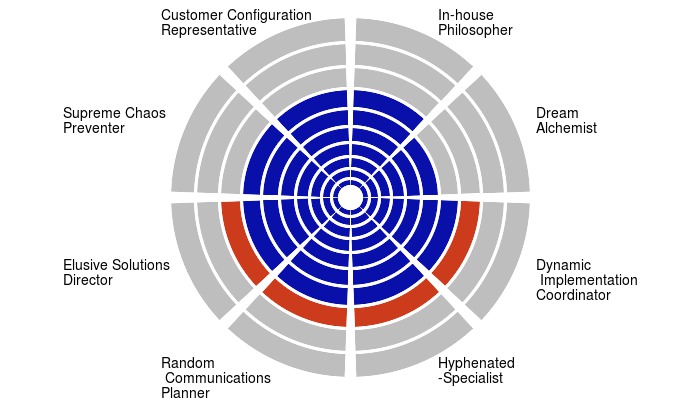 Customer Configuration
Representative
In-house
Philosopher
Supreme Chaos
Preventer
Dream
Alchemist
Elusive Solutions
Director
Dynamic
Implementation
Coordinator
Random
Communications
Planner
Hyphenated
-Specialist